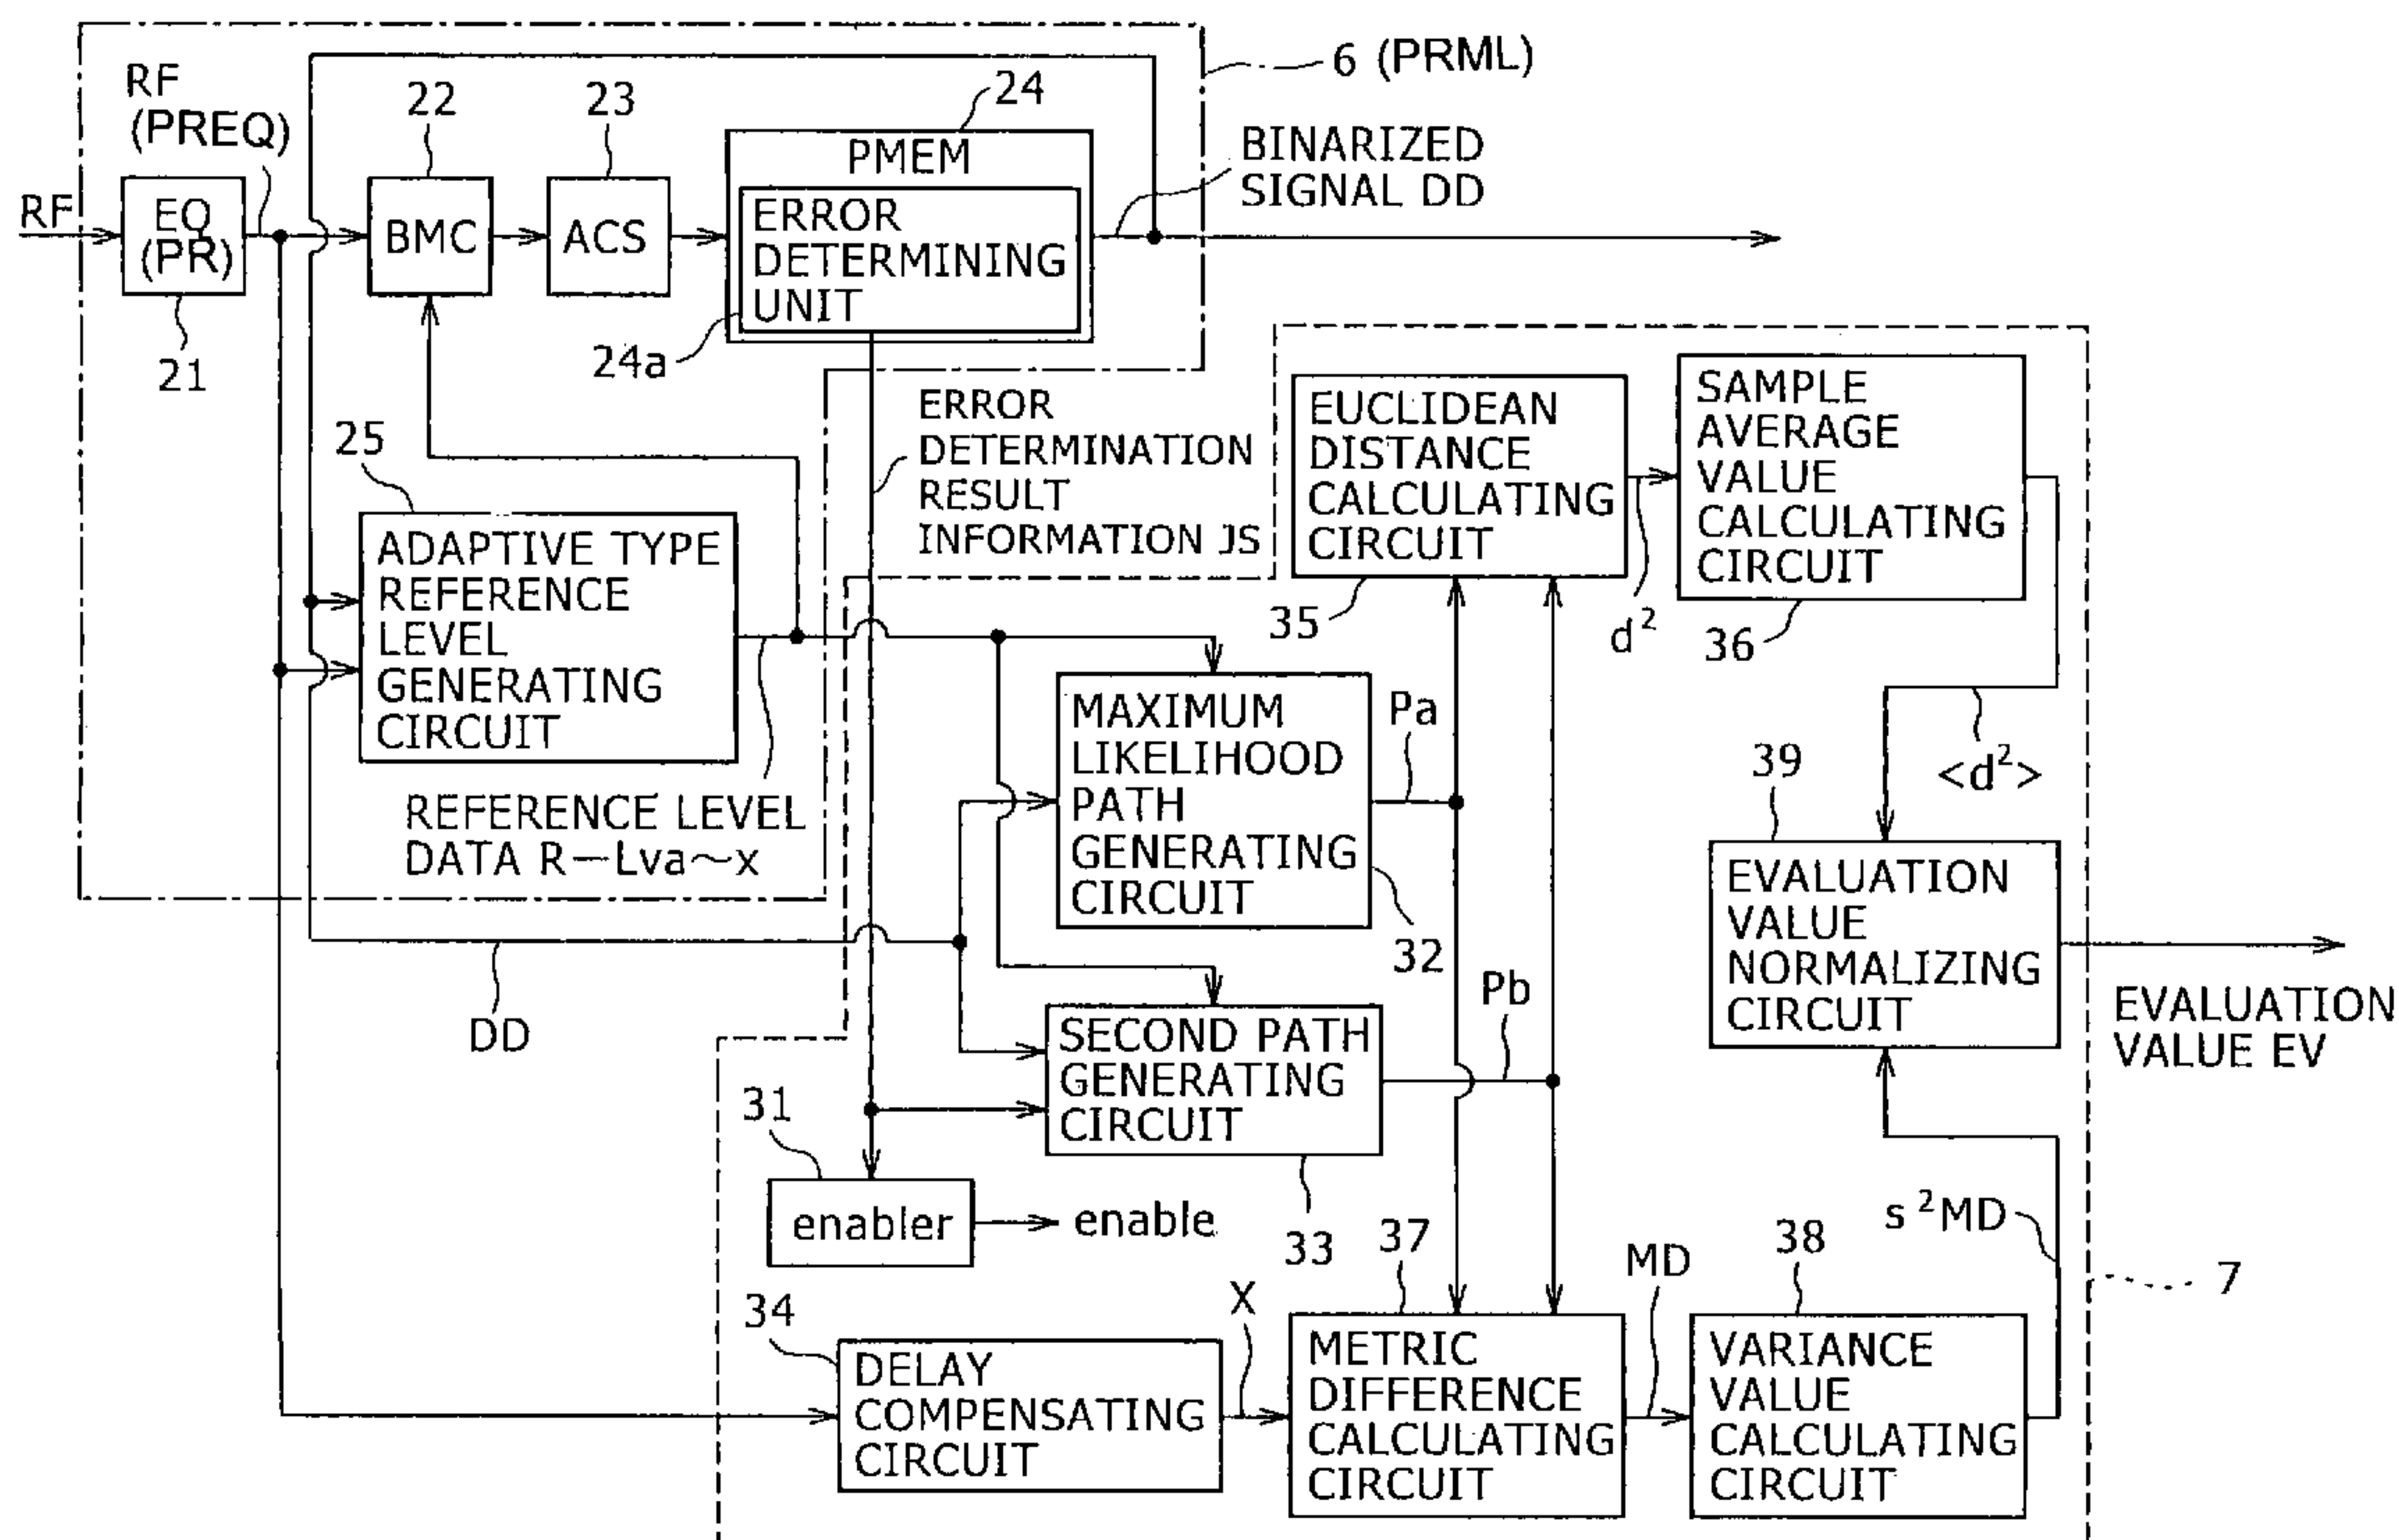 RF
(PREQ)
22
23
24
6 (PRML)
PMEM
BINARIZED
SIGNAL DD
RF
EQ
(PR)
BMC
ACS
ERROR
DETERMINING
UNIT
21
24a
ERROR
DETERMINATION
RESULT
INFORMATION JS
EUCLIDEAN
DISTANCE
CALCULATING
CIRCUIT
SAMPLE
AVERAGE
VALUE
CALCULATING
CIRCUIT
25
ADAPTIVE TYPE
REFERENCE
LEVEL
GENERATING
CIRCUIT
35
d²
36
MAXIMUM
LIKELIHOOD
PATH
GENERATING
CIRCUIT
Pa
39
<d²>
REFERENCE LEVEL
DATA R—Lva～x
32
EVALUATION
VALUE
NORMALIZING
CIRCUIT
DD
Pb
EVALUATION
VALUE EV
SECOND PATH
GENERATING
CIRCUIT
31
enabler
enable
33
37
38
s²MD
MD
7
34
X
DELAY
COMPENSATING
CIRCUIT
METRIC
DIFFERENCE
CALCULATING
CIRCUIT
VARIANCE
VALUE
CALCULATING
CIRCUIT